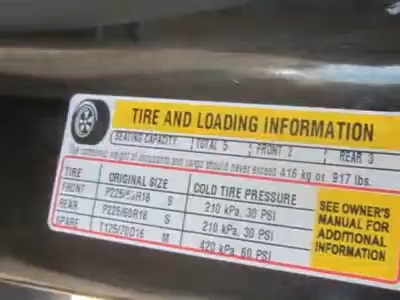 TIRE AND LOADING INFORMATION
SEATING CAPACITY TOTAL 5 FRONT 2 REAR 3
The combined weight of occupants and cargo should never exceed 416 kg or 917 lbs.
TIRE ORIGINAL SIZE COLD TIRE PRESSURE
FRONT P225/60R16 S 210 kPa, 30 PSI
REAR P225/60R16 S 210 kPa, 30 PSI
SPARE T125/70D16 M 420 kPa, 60 PSI
SEE OWNER'S
MANUAL FOR
ADDITIONAL
INFORMATION